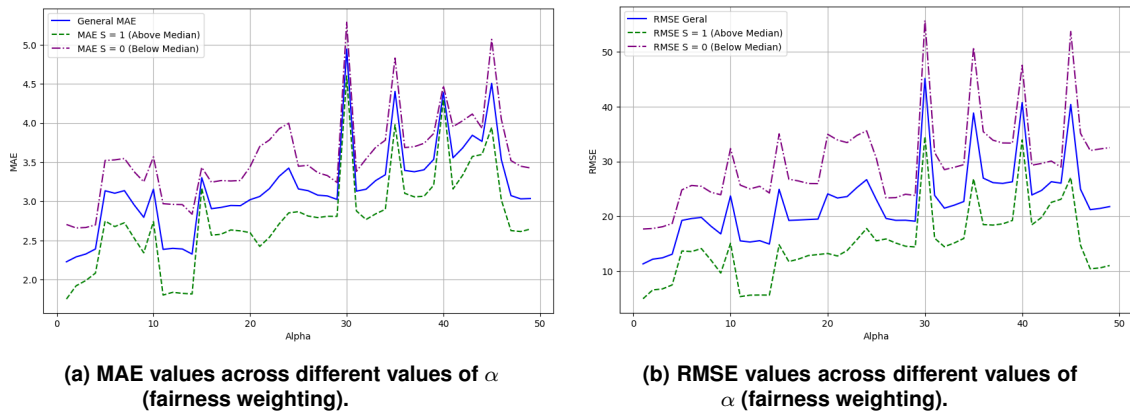 General MAE
MAE S = 1 (Above Median)
MAE S = 0 (Below Median)
5.0
4.5
4.0
3.5
3.0
2.5
2.0
MAE
0 10 20 30 40 50
Alpha
(a) MAE values across different values of α
(fairness weighting).
RMSE Geral
RMSE S = 1 (Above Median)
RMSE S = 0 (Below Median)
50
40
30
20
10
RMSE
0 10 20 30 40 50
Alpha
(b) RMSE values across different values of
α (fairness weighting).